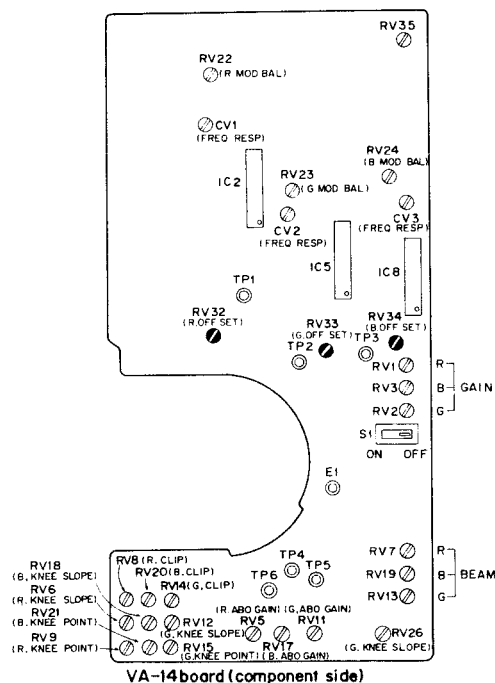 RV35
RV22
(R MOD BAL)
CV1
(FREQ RESP)
RV24
(B MOD BAL)
IC2
RV23
(G MOD BAL)
CV2
(FREQ RESP)
CV3
(FREQ RESP)
IC5
IC8
TP1
RV32
(R.OFF SET)
RV33
(G.OFF SET)
RV34
(B.OFF SET)
TP2
TP3
RV1 R
RV3 B GAIN
RV2 G
S1
ON OFF
E1
RV7 R
RV19 B BEAM
RV13 G
TP4
TP5
TP6
RV18
(B. KNEE SLOPE)
RV8 (R. CLIP)
RV20 (B. CLIP)
RV14 (G. CLIP)
RV6
(R. KNEE SLOPE)
RV21
(B. KNEE POINT)
RV9
(R. KNEE POINT)
RV12
(G. KNEE SLOPE)
RV15
(G. KNEE POINT)
(R. ABO GAIN) (G. ABO GAIN)
RV5 RV11
RV17
(B. ABO GAIN)
RV26
(G. KNEE SLOPE)
VA-14 board (component side)